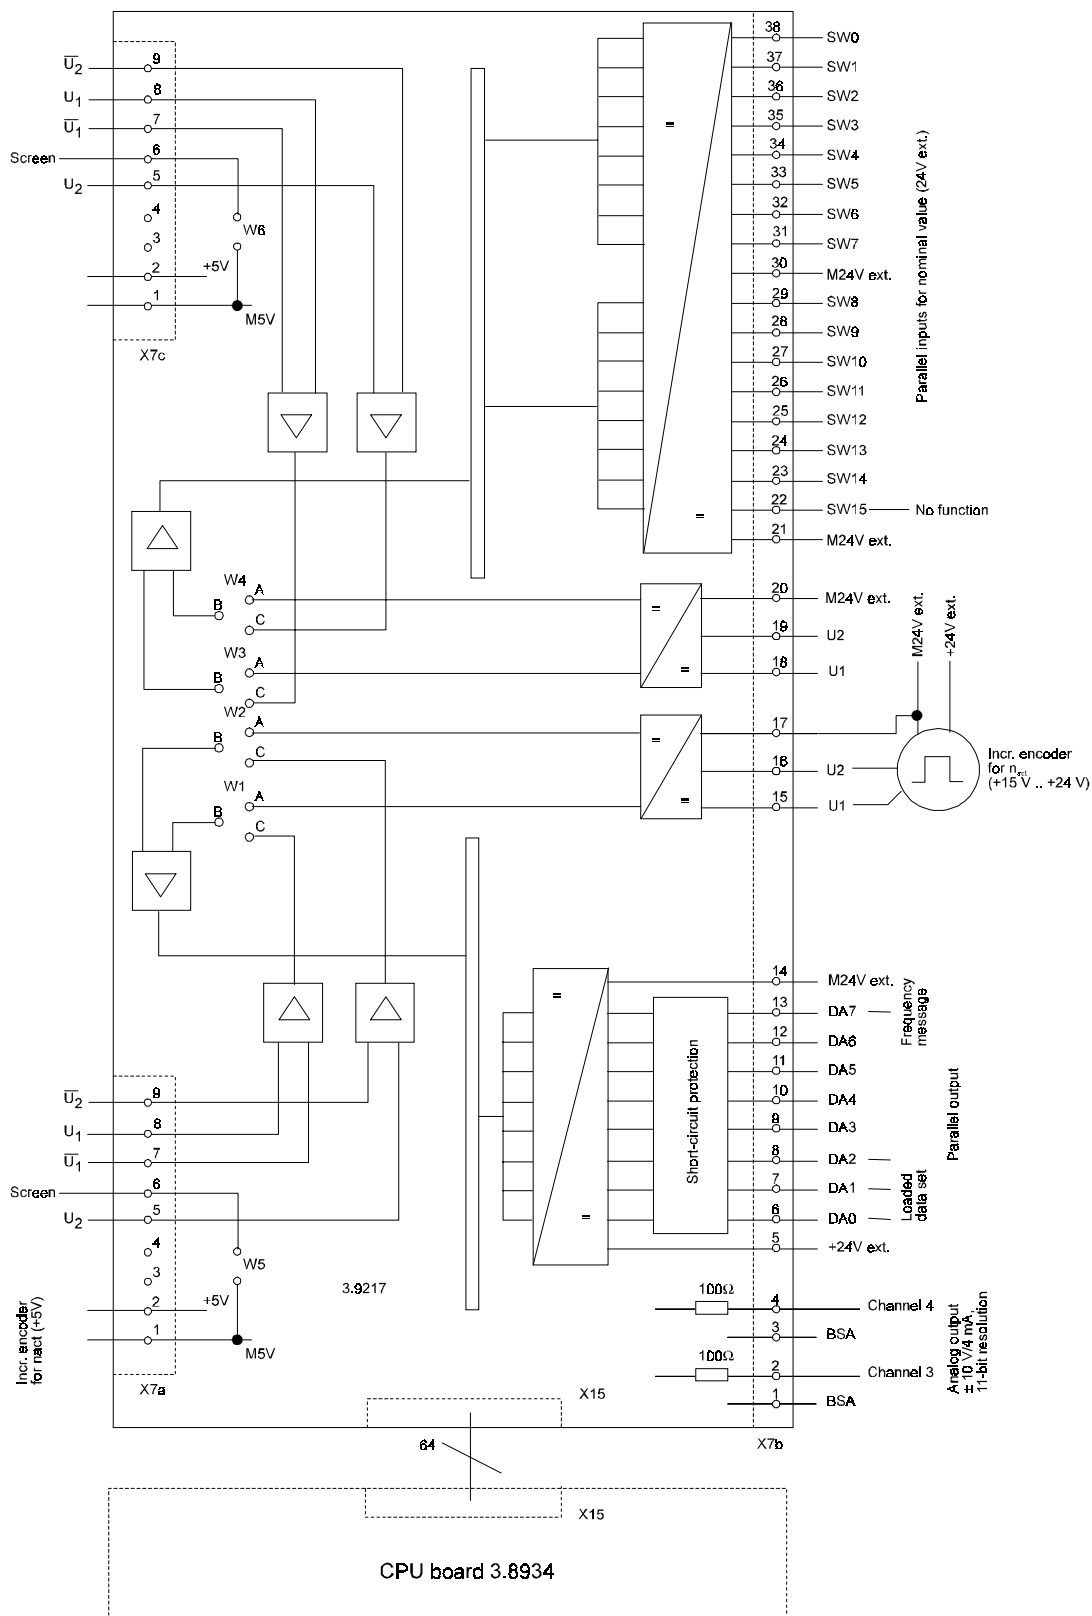 U̅2 9
U1 8
U̅1 7
Screen 6
U2 5
4
3
2 +5V
1
M5V
W6
X7c
38 SW0
37 SW1
36 SW2
35 SW3
34 SW4
33 SW5
32 SW6
31 SW7
30 M24V ext.
29 SW8
28 SW9
27 SW10
26 SW11
25 SW12
24 SW13
23 SW14
22 SW15 No function
21 M24V ext.
Parallel inputs for nominal value (24V ext.)
=
=
W4 A
B
C
W3 A
B
C
W2 A
B
C
W1 A
B
C
=
=
20 M24V ext.
19 U2
18 U1
=
=
17
16 U2
15 U1
M24V ext.
+24V ext.
Incr. encoder
for nact
(+15 V .. +24 V)
=
=
Short-circuit protection
14 M24V ext.
13 DA7
12 DA6
11 DA5
10 DA4
9 DA3
8 DA2
7 DA1
6 DA0
5 +24V ext.
Frequency
message
Parallel output
Loaded
data set
100Ω 4 Channel 4
3 BSA
100Ω 2 Channel 3
1 BSA
Analog output
± 10 V/4 mA,
11-bit resolution
U̅2 9
U1 8
U̅1 7
Screen 6
U2 5
4
3
2 +5V
1
M5V
W5
Incr. encoder
for nact (+5V)
X7a
3.9217
X15
X7b
64
X15
CPU board 3.8934